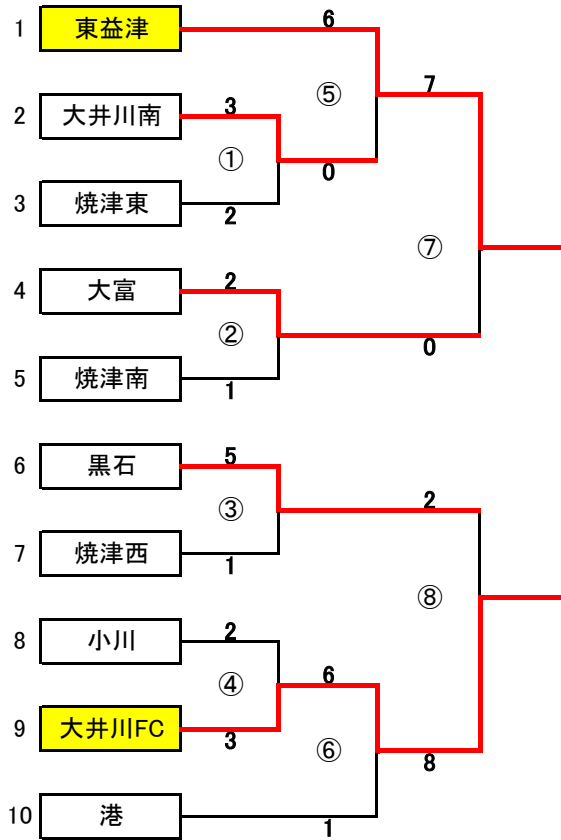 1 東益津 6
⑤ 7
2 大井川南 3
① 0
3 焼津東 2
⑦
4 大富 2
② 0
5 焼津南 1
6 黒石 5
③ 2
7 焼津西 1
⑧
8 小川 2
④ 6
9 大井川FC 3
⑥ 8
10 港 1